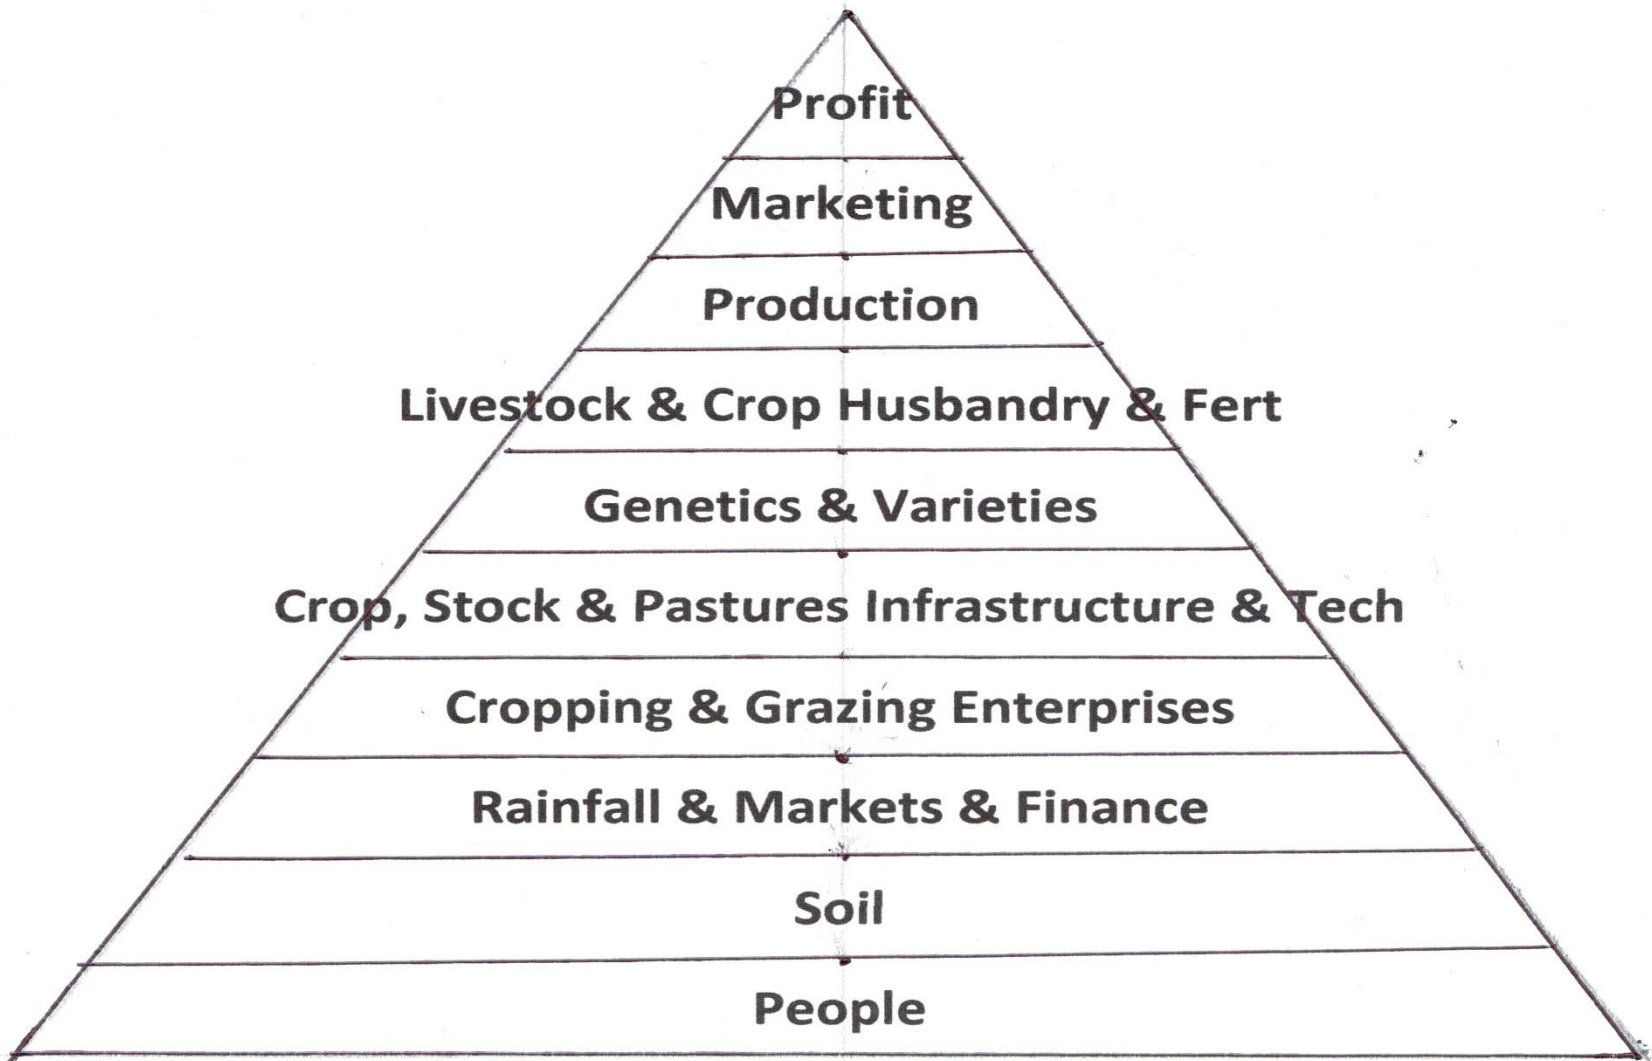 Profit
Marketing
Production
Livestock & Crop Husbandry & Fert
Genetics & Varieties
Crop, Stock & Pastures Infrastructure & Tech
Cropping & Grazing Enterprises
Rainfall & Markets & Finance
Soil
People